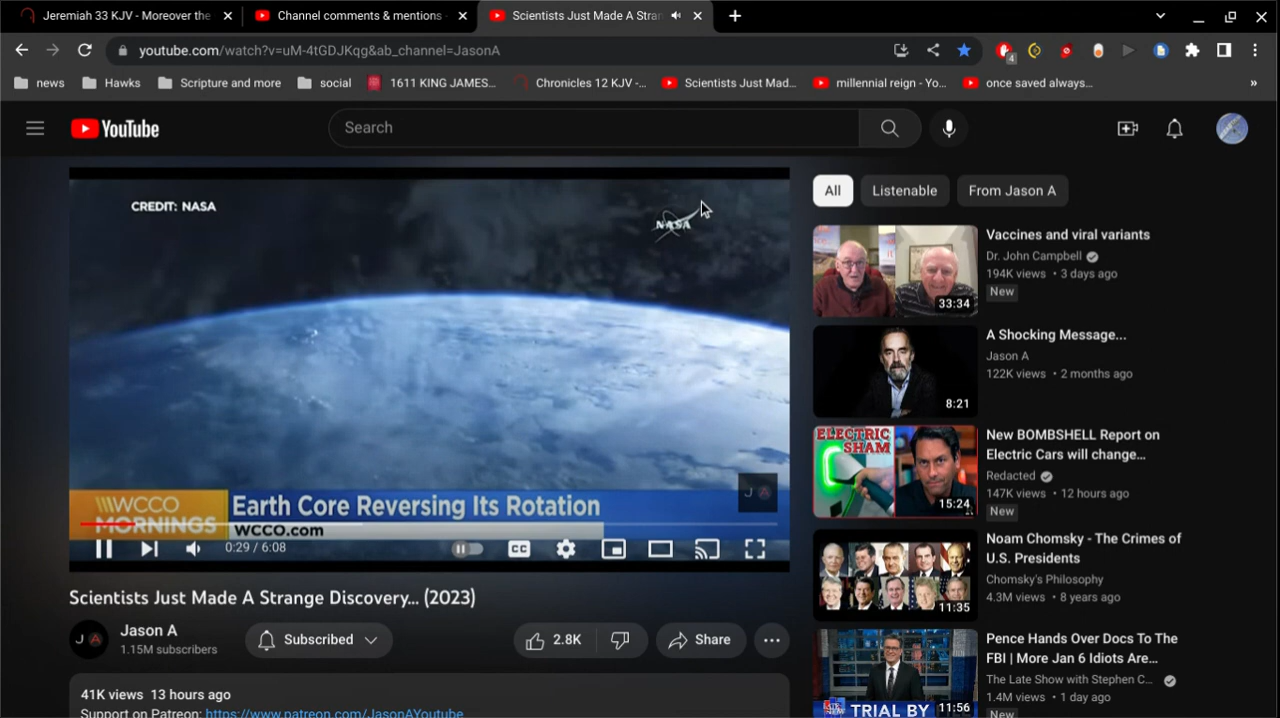 Jeremiah 33 KJV - Moreover the
Channel comments & mentions -
Scientists Just Made A Stran
youtube.com/watch?v=uM-4tGDJKqg&ab_channel=JasonA
4
news
Hawks
Scripture and more
social
1611 KING JAMES...
Chronicles 12 KJV -...
Scientists Just Mad...
millennial reign - Yo...
once saved always...
»
YouTube
Search
CREDIT: NASA
NASA
WCCO
MORNINGS
Earth Core Reversing Its Rotation
WCCO.com
J A
0:29 / 6:08
CC
Scientists Just Made A Strange Discovery... (2023)
J A
Jason A
1.15M subscribers
Subscribed
2.8K
Share
41K views 13 hours ago
Support on Patreon: https://www.patreon.com/JasonAYoutube
All
Listenable
From Jason A
33:34
Vaccines and viral variants
Dr. John Campbell
194K views • 3 days ago
New
8:21
A Shocking Message...
Jason A
122K views • 2 months ago
ELECTRIC
SHAM
15:24
New BOMBSHELL Report on
Electric Cars will change...
Redacted
147K views • 12 hours ago
New
11:35
Noam Chomsky - The Crimes of
U.S. Presidents
Chomsky's Philosophy
4.3M views • 8 years ago
TRIAL BY
11:56
Pence Hands Over Docs To The
FBI | More Jan 6 Idiots Are...
The Late Show with Stephen C...
1.4M views • 1 day ago
New